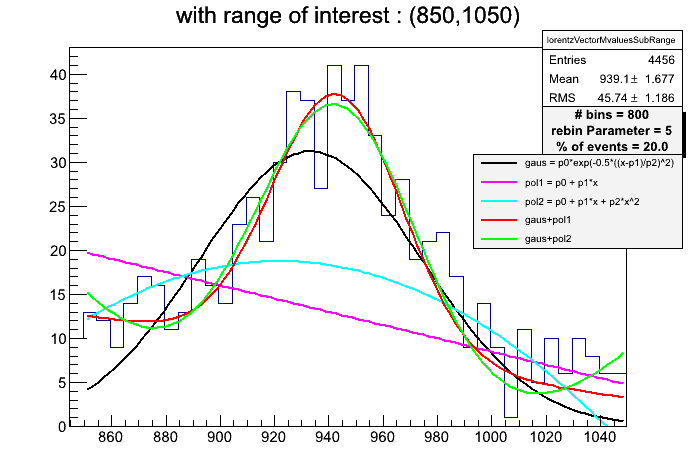 with range of interest : (850,1050)
lorentzVectorMvaluesSubRange
Entries 4456
Mean 939.1 ± 1.677
RMS 45.74 ± 1.186
# bins = 800
rebin Parameter = 5
% of events = 20.0
gaus = p0*exp(-0.5*((x-p1)/p2)^2)
pol1 = p0 + p1*x
pol2 = p0 + p1*x + p2*x^2
gaus+pol1
gaus+pol2
40
35
30
25
20
15
10
5
0
860 880 900 920 940 960 980 1000 1020 1040